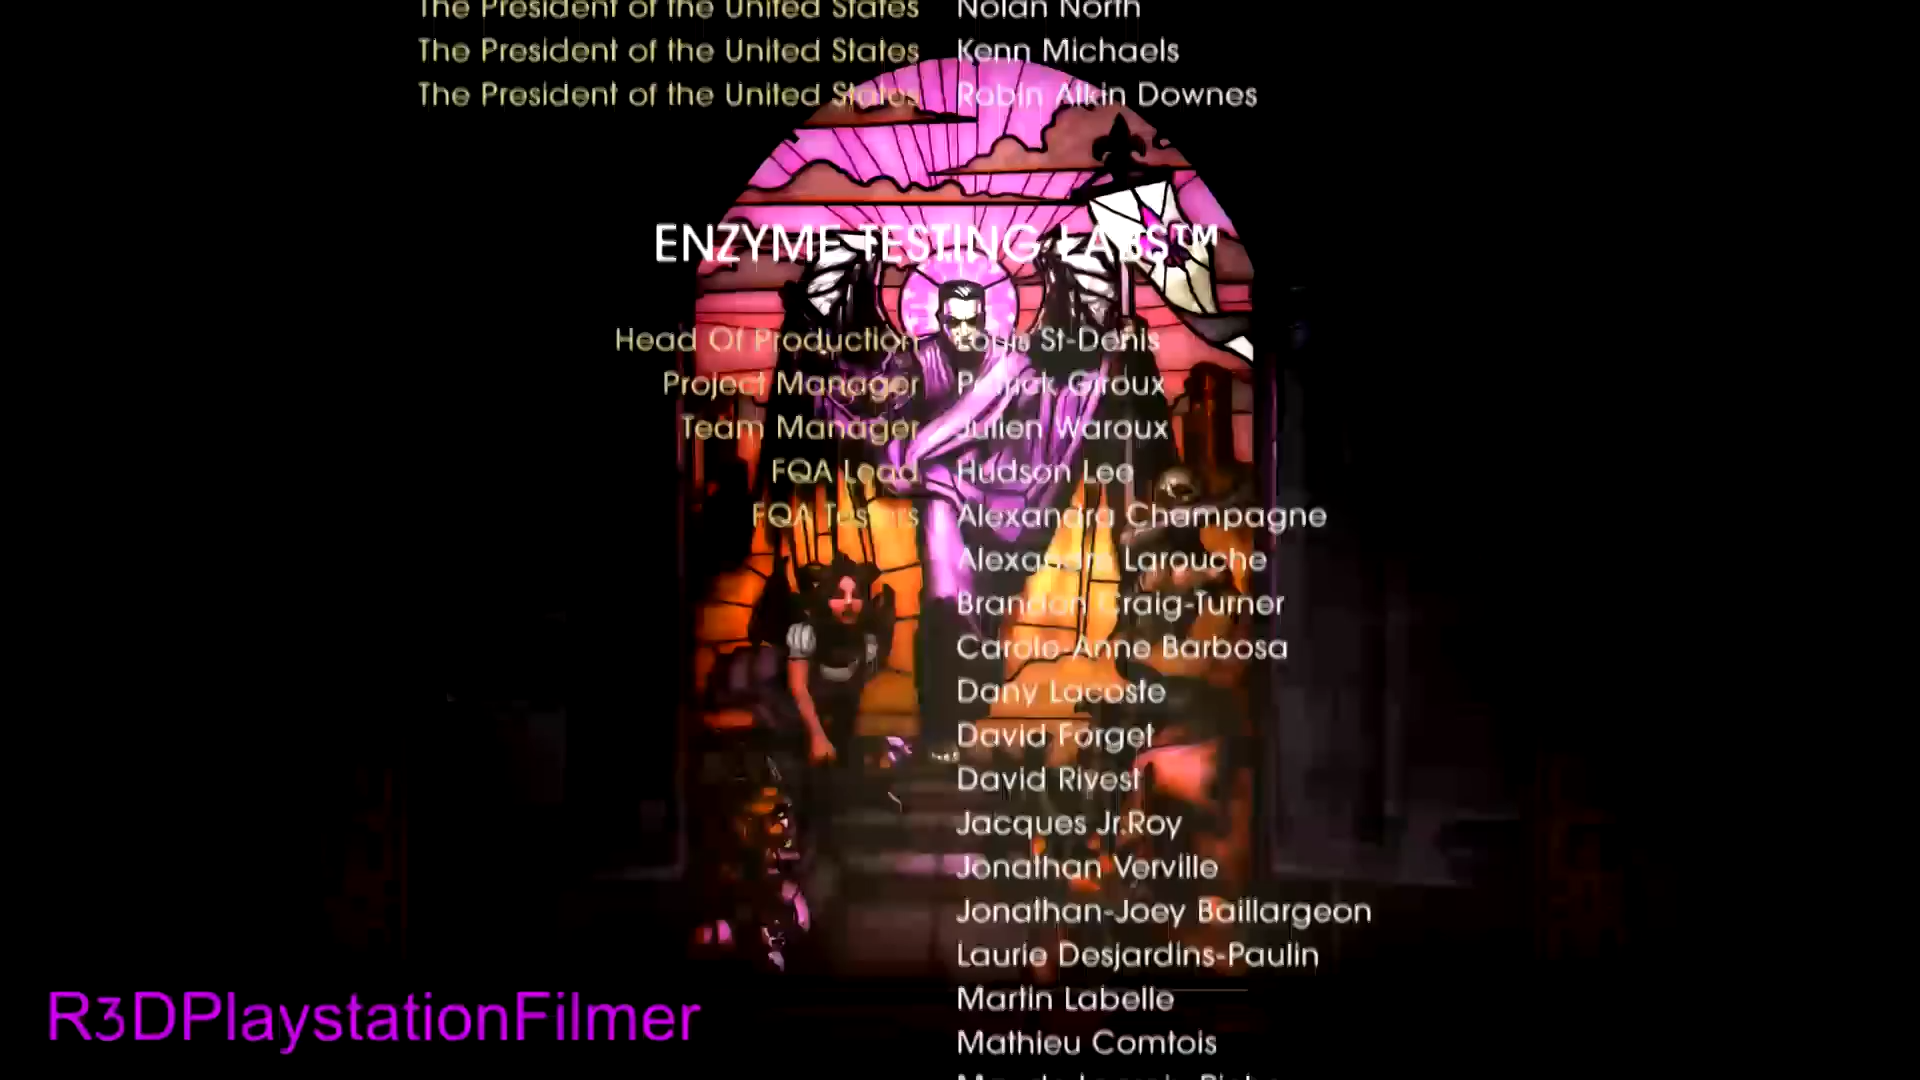 The President of the United States Nolan North
The President of the United States Kenn Michaels
The President of the United States Robin Atkin Downes
ENZYME TESTING LABS™
Head Of Production Louis St-Denis
Project Manager Patrick Giroux
Team Manager Julien Waroux
FQA Lead Hudson Lee
FQA Testers Alexandra Champagne
Alexandre Larouche
Brandon Craig-Turner
Carole-Anne Barbosa
Dany Lacoste
David Forget
David Rivest
Jacques Jr.Roy
Jonathan Verville
Jonathan-Joey Baillargeon
Laurie Desjardins-Paulin
Martin Labelle
Mathieu Comtois
R3DPlaystationFilmer